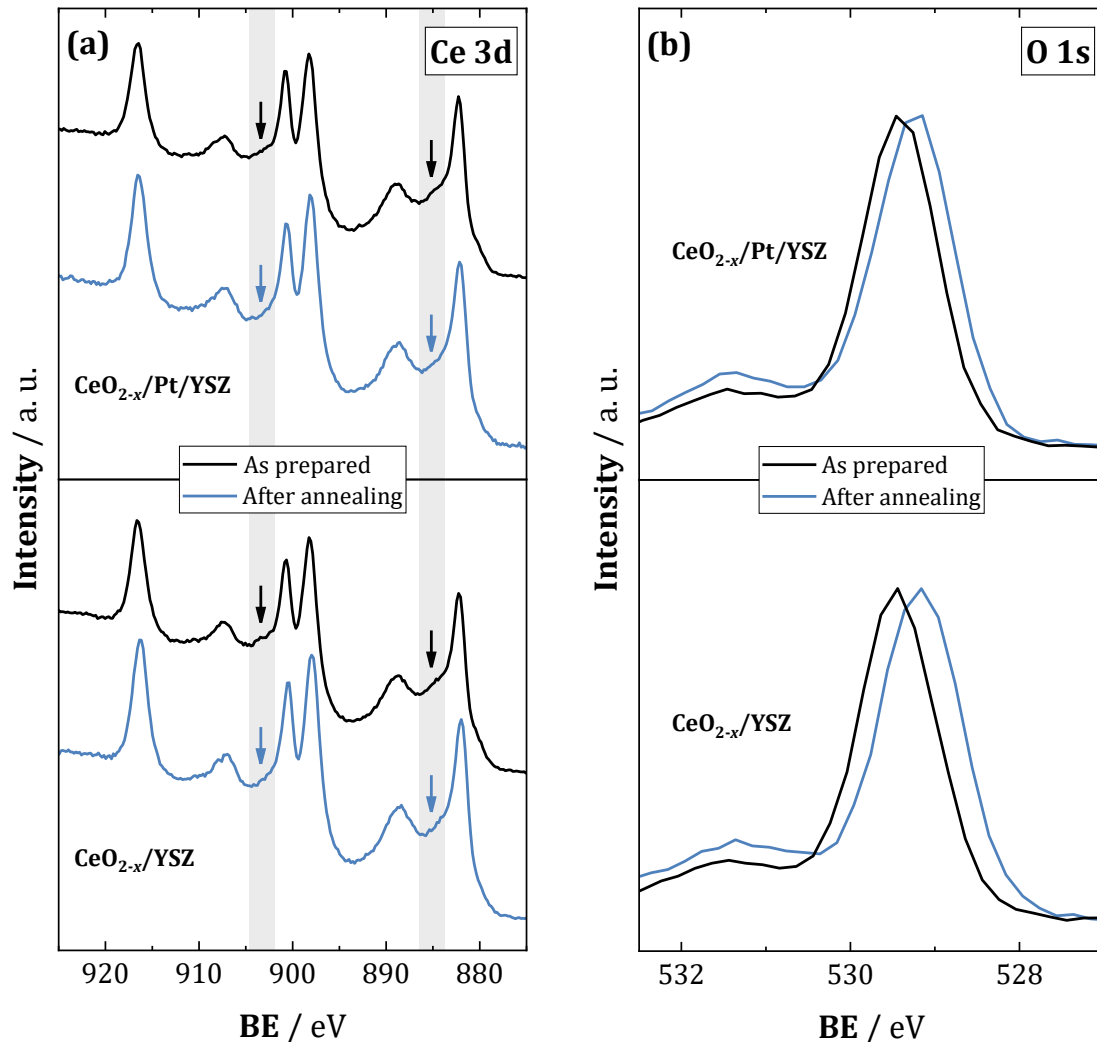 (a)
Ce 3d
CeO2-x/Pt/YSZ
As prepared
After annealing
CeO2-x/YSZ
Intensity / a. u.
920
910
900
890
880
BE / eV
(b)
O 1s
CeO2-x/Pt/YSZ
As prepared
After annealing
CeO2-x/YSZ
Intensity / a. u.
532
530
528
BE / eV